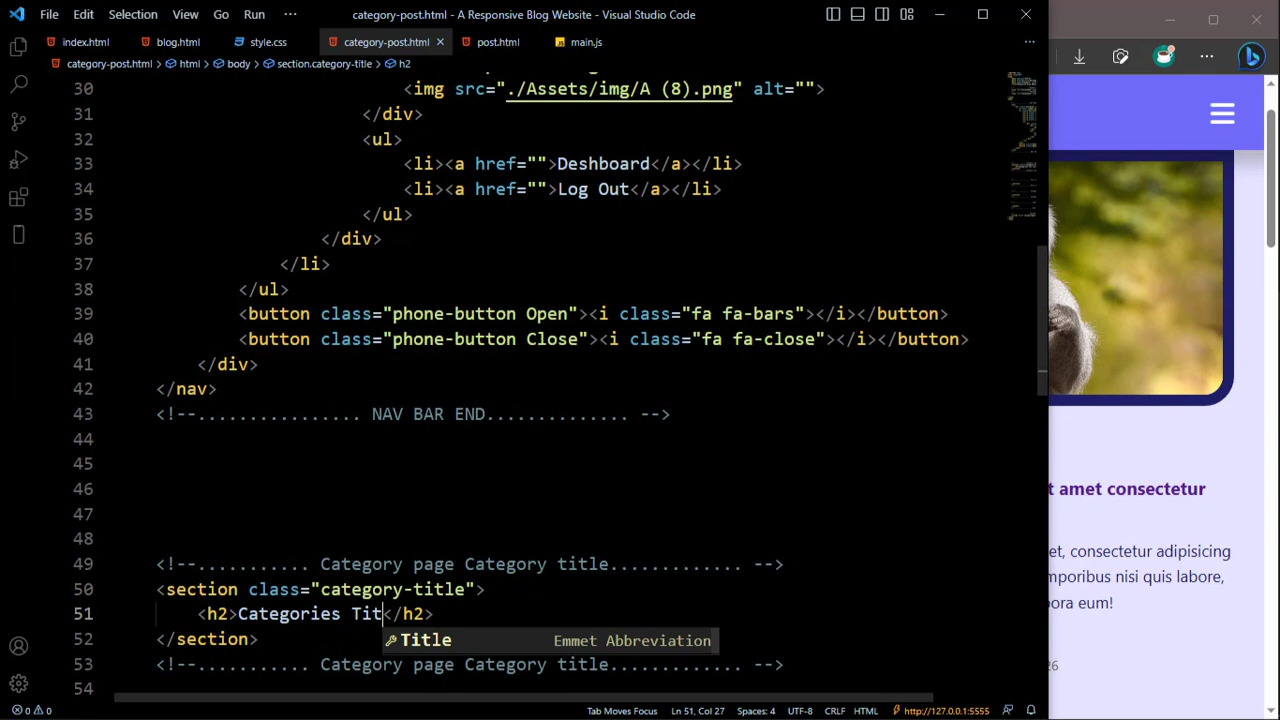 File Edit Selection View Go Run ··· category-post.html - A Responsive Blog Website - Visual Studio Code
index.html blog.html style.css category-post.html post.html main.js
category-post.html > html > body > section.category-title > h2
30 <img src="./Assets/img/A (8).png" alt="">
31 </div>
32 <ul>
33 <li><a href="">Deshboard</a></li>
34 <li><a href="">Log Out</a></li>
35 </ul>
36 </div>
37 </li>
38 </ul>
39 <button class="phone-button Open"><i class="fa fa-bars"></i></button>
40 <button class="phone-button Close"><i class="fa fa-close"></i></button>
41 </div>
42 </nav>
43 <!--................ NAV BAR END............. -->
44
45
46
47
48
49 <!--........... Category page Category title............. -->
50 <section class="category-title">
51 <h2>Categories Tit</h2>
Title Emmet Abbreviation
52 </section>
53 <!--........... Category page Category title............. -->
54
0 0 Tab Moves Focus Ln 51, Col 27 Spaces: 4 UTF-8 CRLF HTML http://127.0.0.1:5555
t amet consectetur
et, consectetur adipisicing
mporibus nisi quis labore,
pora eum!
26